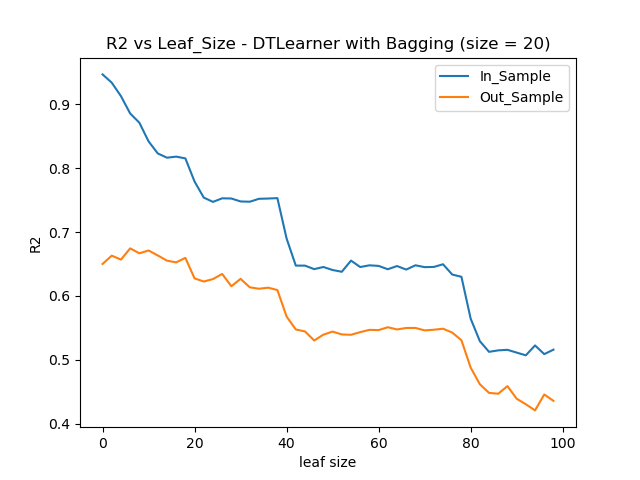 R2 vs Leaf_Size - DTLearner with Bagging (size = 20)
In_Sample
Out_Sample
0.9
0.8
0.7
0.6
0.5
0.4
R2
0 20 40 60 80 100
leaf size